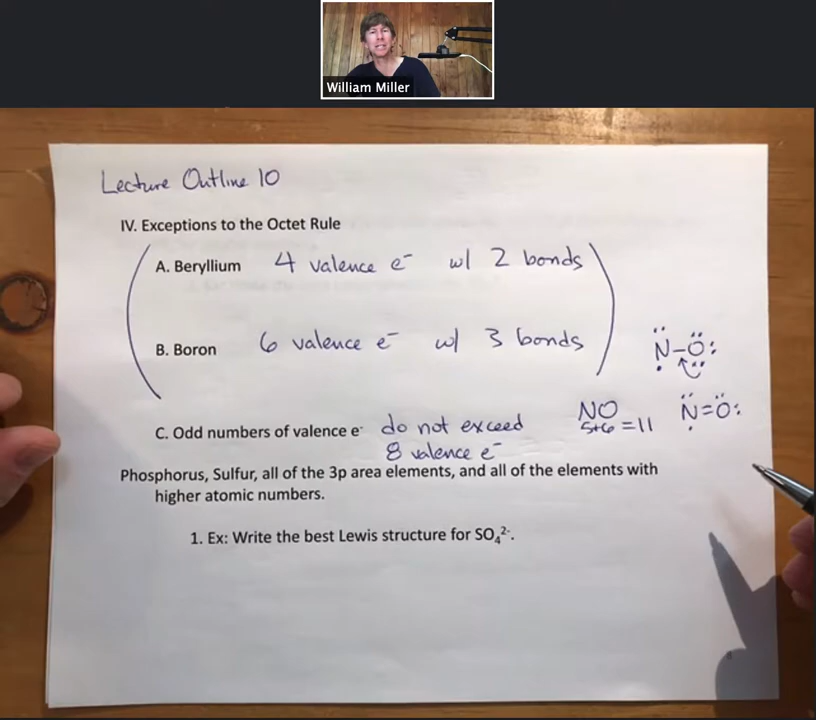 William Miller
Lecture Outline 10
IV. Exceptions to the Octet Rule
A. Beryllium 4 valence e⁻ w/ 2 bonds
B. Boron 6 valence e⁻ w/ 3 bonds
N–O:
C. Odd numbers of valence e⁻ do not exceed NO N=O:
8 valence e⁻ 5+6=11
Phosphorus, Sulfur, all of the 3p area elements, and all of the elements with
higher atomic numbers.
1. Ex: Write the best Lewis structure for SO₄²⁻.